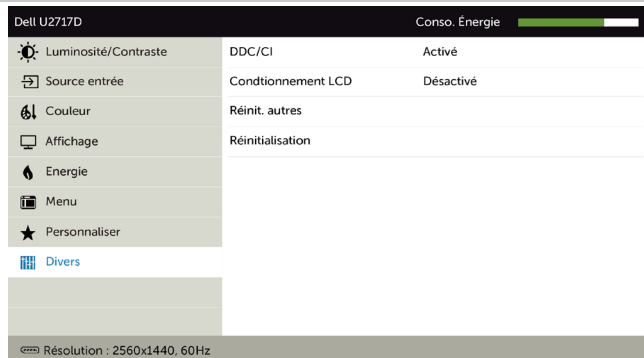 Dell U2717D Conso. Énergie
Luminosité/Contraste DDC/CI Activé
Source entrée Condtionnement LCD Désactivé
Couleur Réinit. autres
Affichage Réinitialisation
Energie
Menu
Personnaliser
Divers
Résolution : 2560x1440, 60Hz